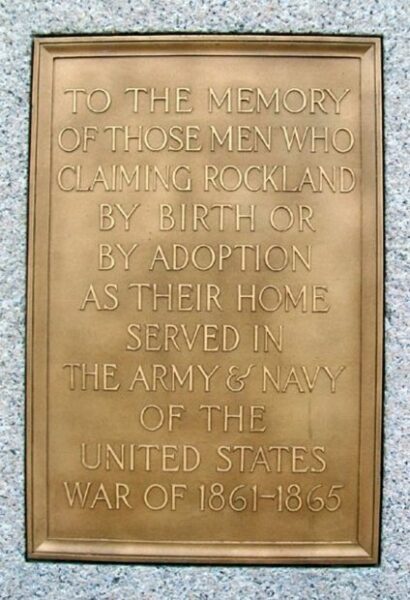 TO THE MEMORY
OF THOSE MEN WHO
CLAIMING ROCKLAND
BY BIRTH OR
BY ADOPTION
AS THEIR HOME
SERVED IN
THE ARMY & NAVY
OF THE
UNITED STATES
WAR OF 1861-1865